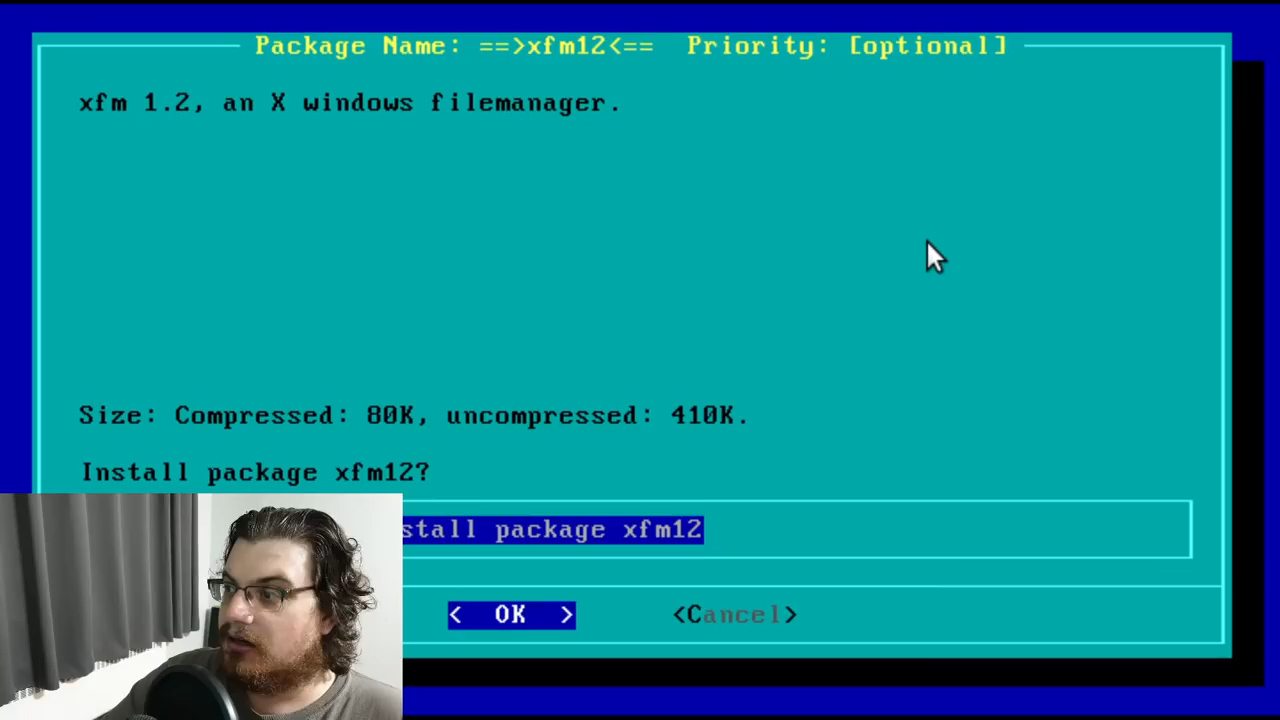 Package Name: ==>xfm12<== Priority: [optional]
xfm 1.2, an X windows filemanager.
Size: Compressed: 80K, uncompressed: 410K.
Install package xfm12?
stall package xfm12
< OK > <Cancel>